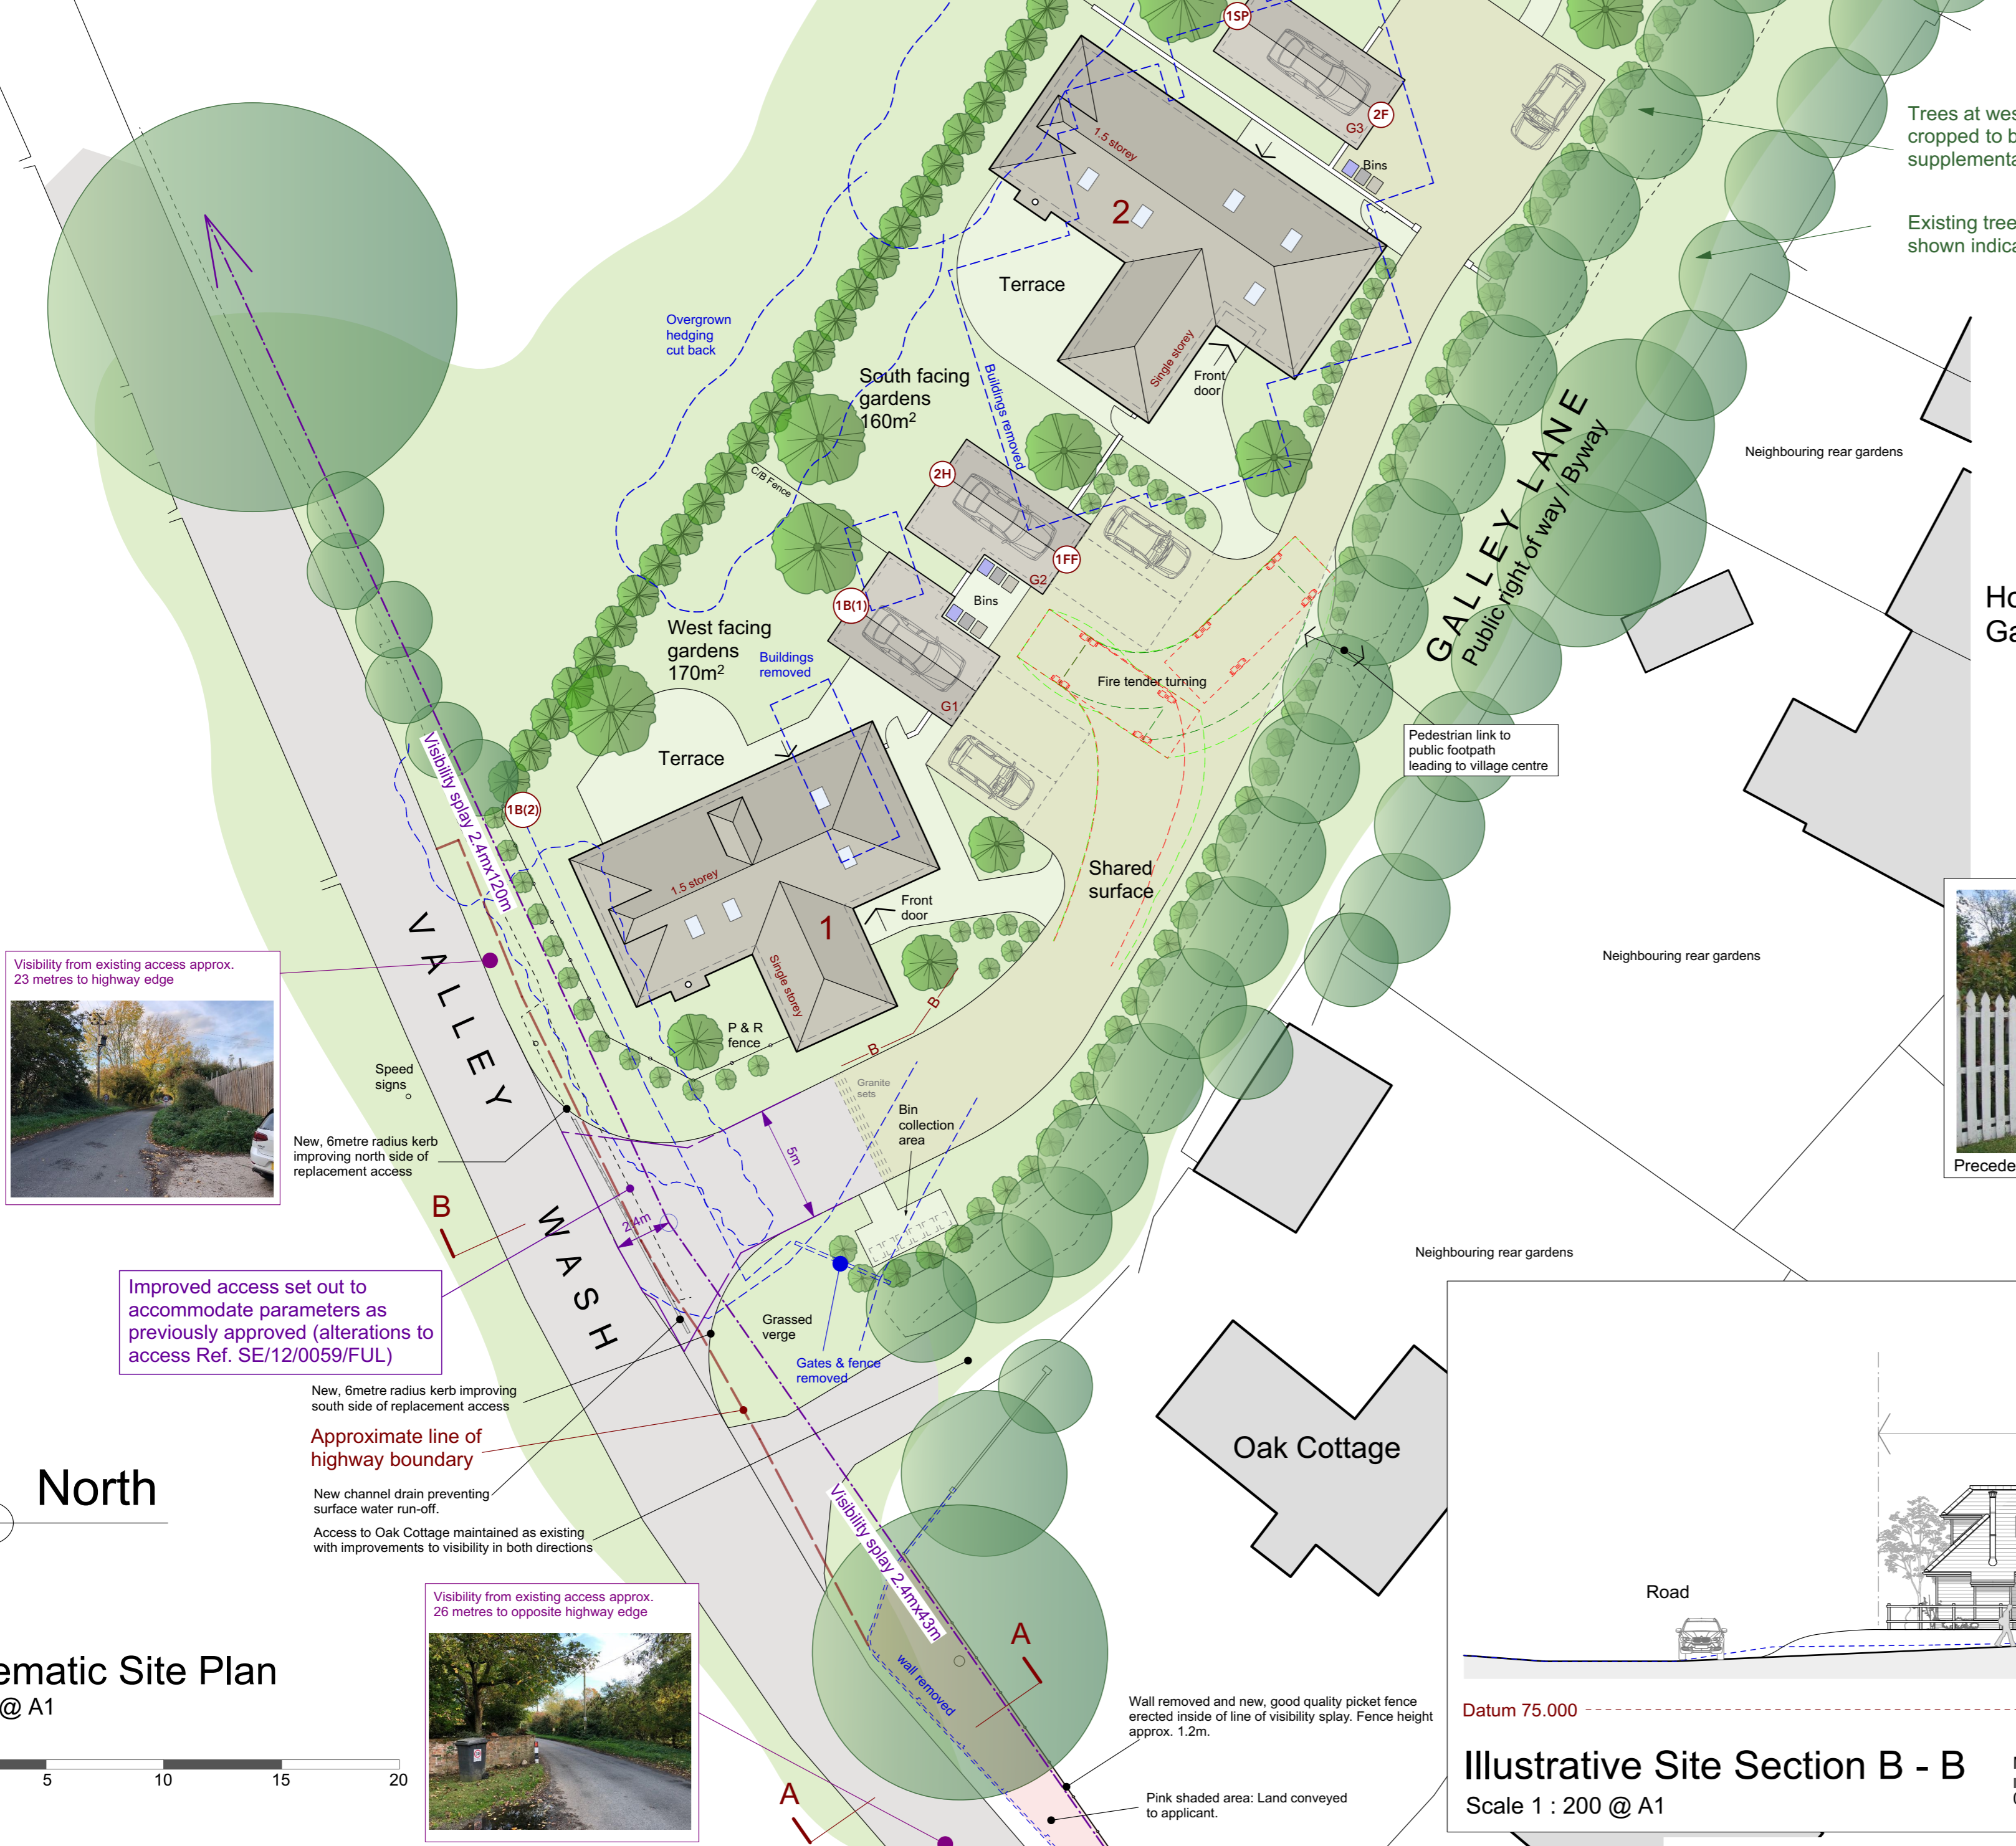 1SP
2F
G3
Bins
1.5 storey
2
Terrace
Single storey
Front
door
Trees at
cropped to
Existing
shown
Overgrown
hedging
cut back
South facing
gardens
160m²
Buildings removed
C/B Fence
2H
1FF
G2
Bins
1B(1)
G1
GALLEY LANE
Public right of way / Byway
Neighbouring rear gardens
West facing
gardens
170m²
Buildings
removed
Fire tender turning
Pedestrian link to
public footpath
leading to village centre
Terrace
Visibility splay 2.4mx120m
1B(2)
1.5 storey
1
Single storey
Front
door
Shared
surface
VALLEY WASH
Visibility from existing access approx.
23 metres to highway edge
Neighbouring rear gardens
P & R
fence
B
B
Speed
signs
Granite
sets
Bin
collection
area
5m
2.4m
New, 6metre radius kerb
improving north side of
replacement access
B
Neighbouring rear gardens
Improved access set out to
accommodate parameters as
previously approved (alterations to
access Ref. SE/12/0059/FUL)
Grassed
verge
Gates & fence
removed
New, 6metre radius kerb improving
south side of replacement access
Approximate line of
highway boundary
New channel drain preventing
surface water run-off.
Access to Oak Cottage maintained as existing
with improvements to visibility in both directions
Oak Cottage
North
Visibility splay 2.4mx43m
Visibility from existing access approx.
26 metres to opposite highway edge
wall removed
A
A
Wall removed and new, good quality picket fence
erected inside of line of visibility splay. Fence height
approx. 1.2m.
Pink shaded area: Land conveyed
to applicant.
Site Plan
@ A1
5 10 15 20
Road
Datum 75.000
Illustrative Site Section B - B
Scale 1 : 200 @ A1